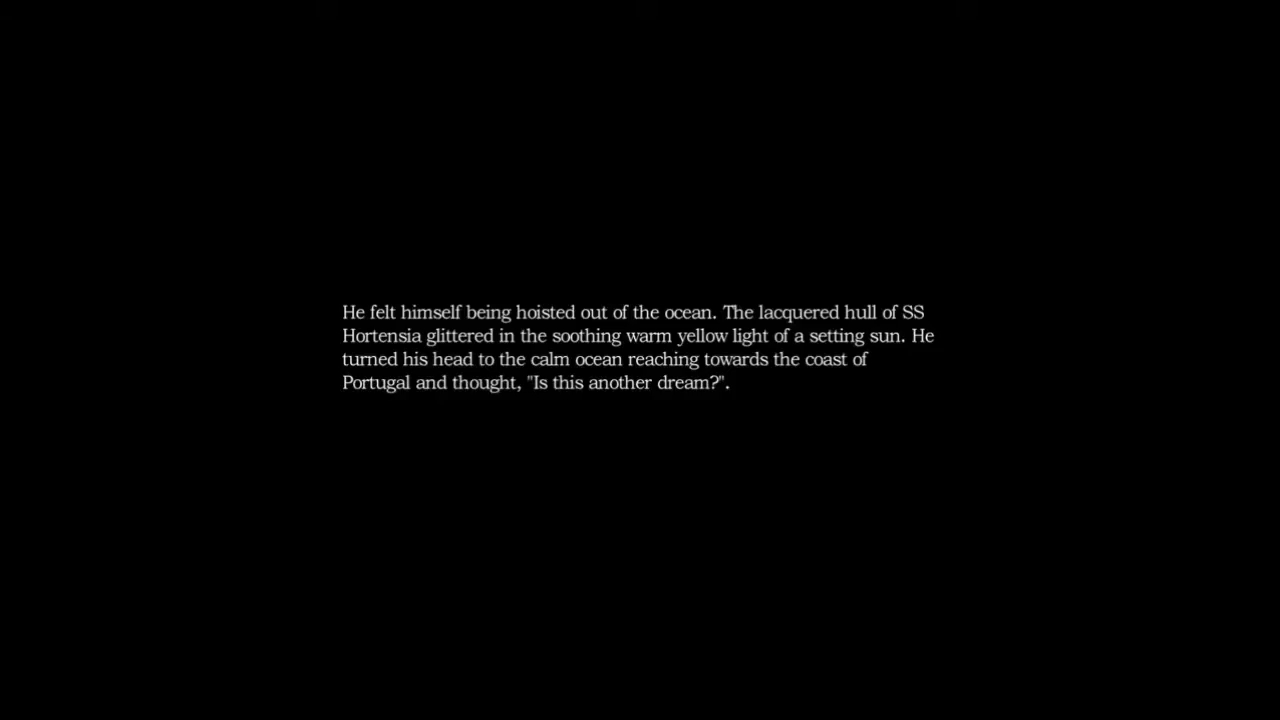 He felt himself being hoisted out of the ocean. The lacquered hull of SS
Hortensia glittered in the soothing warm yellow light of a setting sun. He
turned his head to the calm ocean reaching towards the coast of
Portugal and thought, "Is this another dream?".